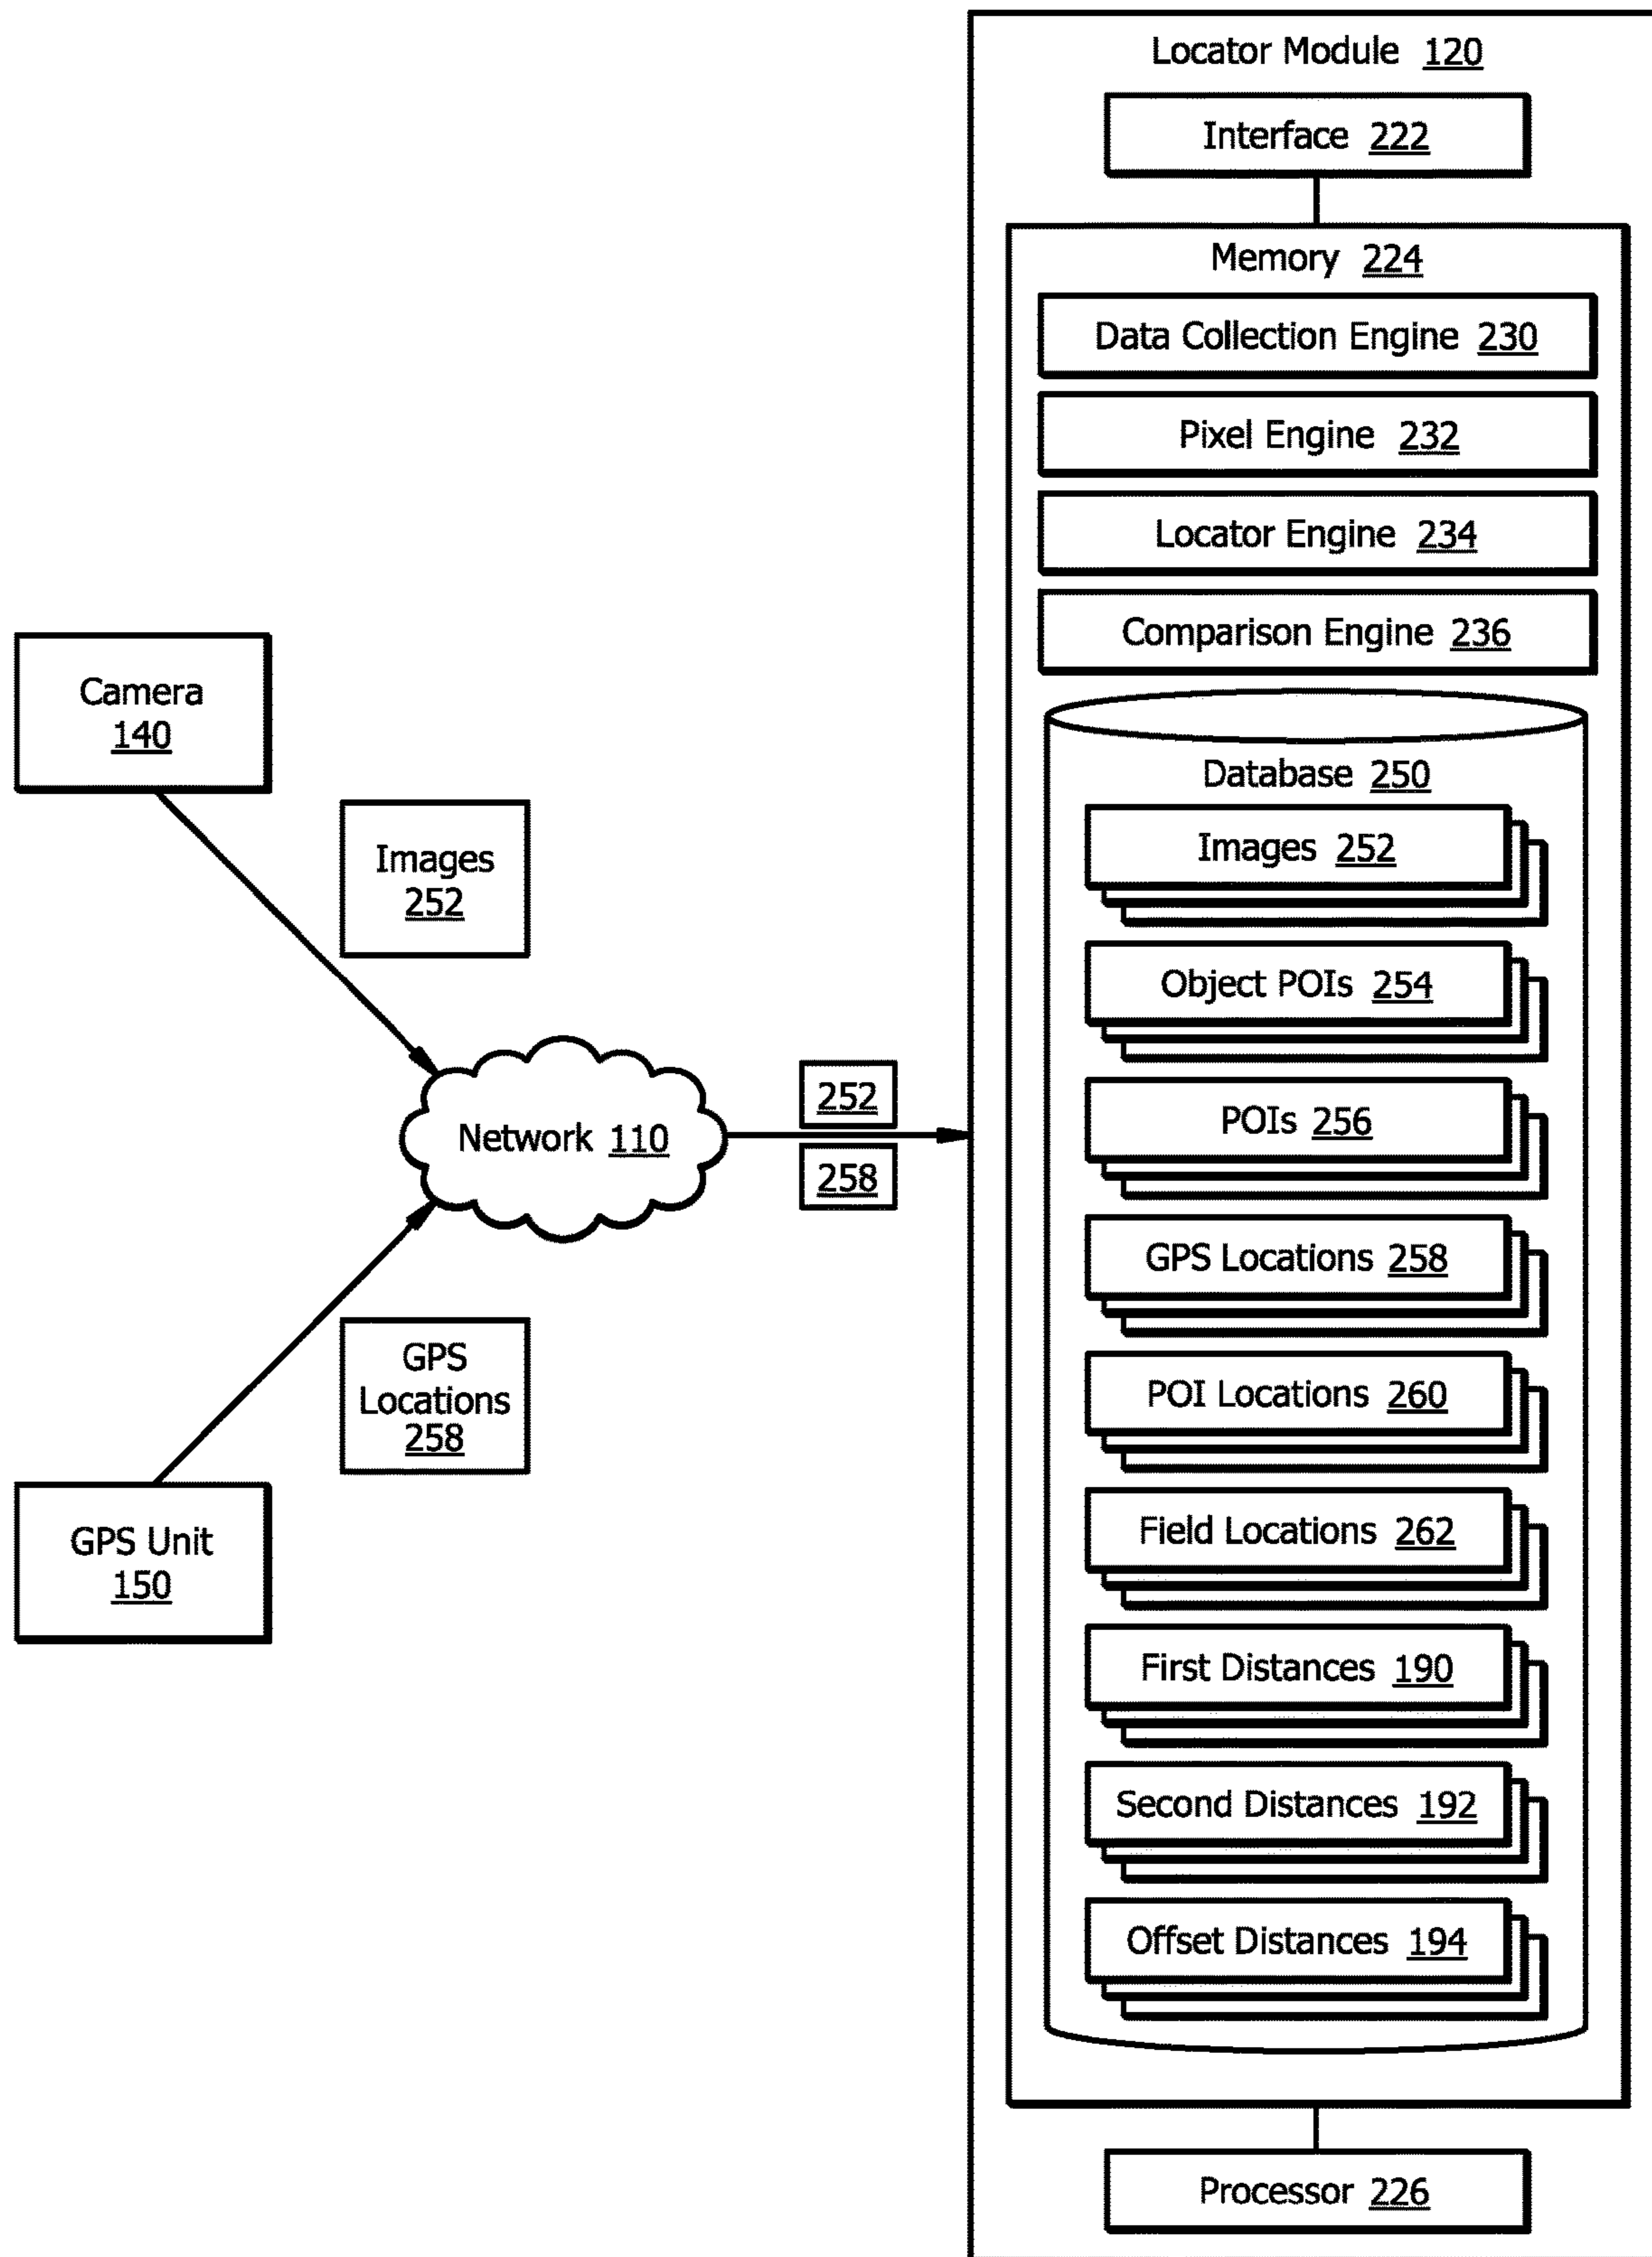 Locator Module 120
Interface 222
Memory 224
Data Collection Engine 230
Pixel Engine 232
Locator Engine 234
Comparison Engine 236
Camera
140
Images
252
Network 110
252
258
GPS
Locations
258
GPS Unit
150
Database 250
Images 252
Object POIs 254
POIs 256
GPS Locations 258
POI Locations 260
Field Locations 262
First Distances 190
Second Distances 192
Offset Distances 194
Processor 226